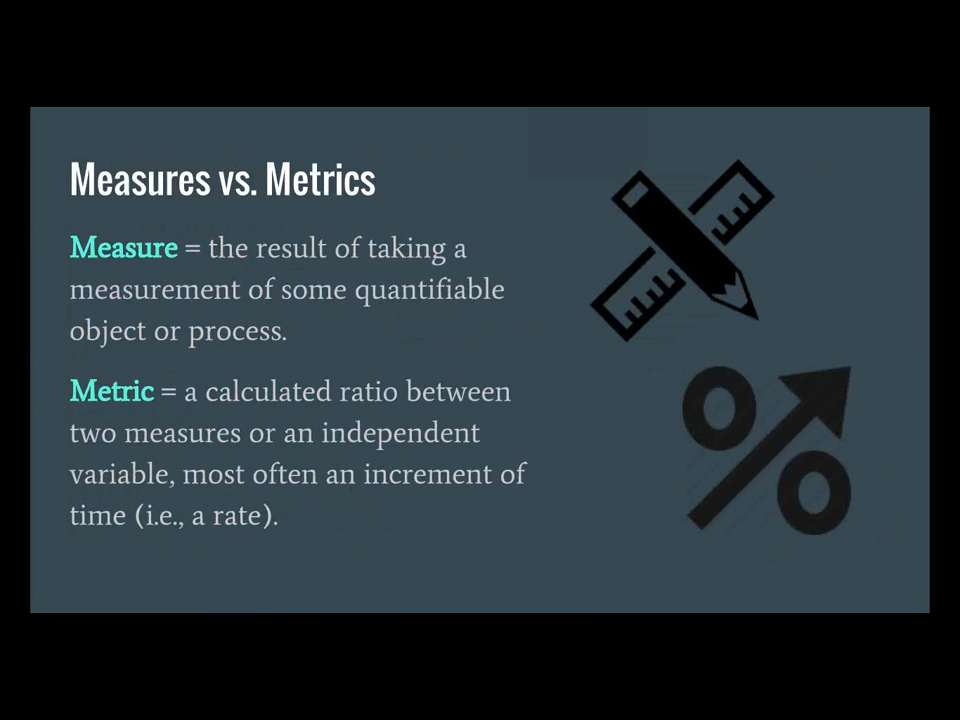 Measures vs. Metrics
Measure = the result of taking a
measurement of some quantifiable
object or process.
Metric = a calculated ratio between
two measures or an independent
variable, most often an increment of
time (i.e., a rate).